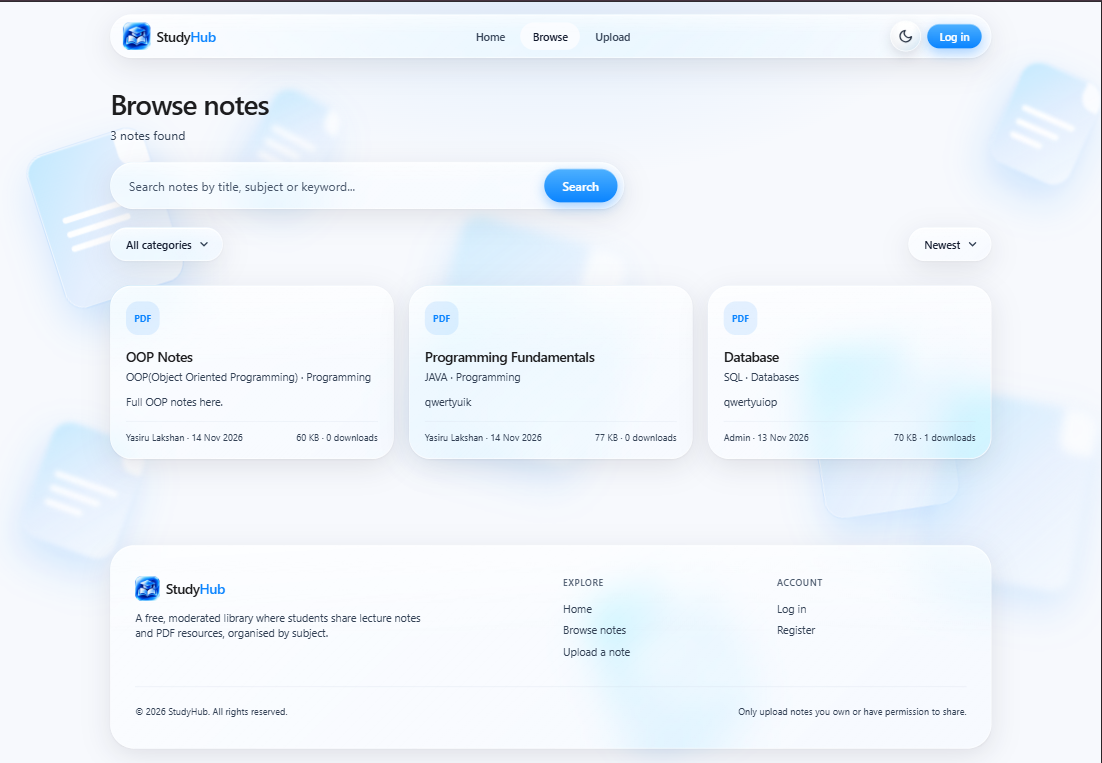 StudyHub
Home Browse Upload Log in
Browse notes
3 notes found
Search notes by title, subject or keyword... Search
All categories Newest
PDF
OOP Notes
OOP(Object Oriented Programming) · Programming
Full OOP notes here.
Yasiru Lakshan · 14 Nov 2026 60 KB · 0 downloads
PDF
Programming Fundamentals
JAVA · Programming
qwertyuik
Yasiru Lakshan · 14 Nov 2026 77 KB · 0 downloads
PDF
Database
SQL · Databases
qwertyuiop
Admin · 13 Nov 2026 70 KB · 1 downloads
StudyHub
A free, moderated library where students share lecture notes
and PDF resources, organised by subject.
EXPLORE
Home
Browse notes
Upload a note
ACCOUNT
Log in
Register
© 2026 StudyHub. All rights reserved.
Only upload notes you own or have permission to share.